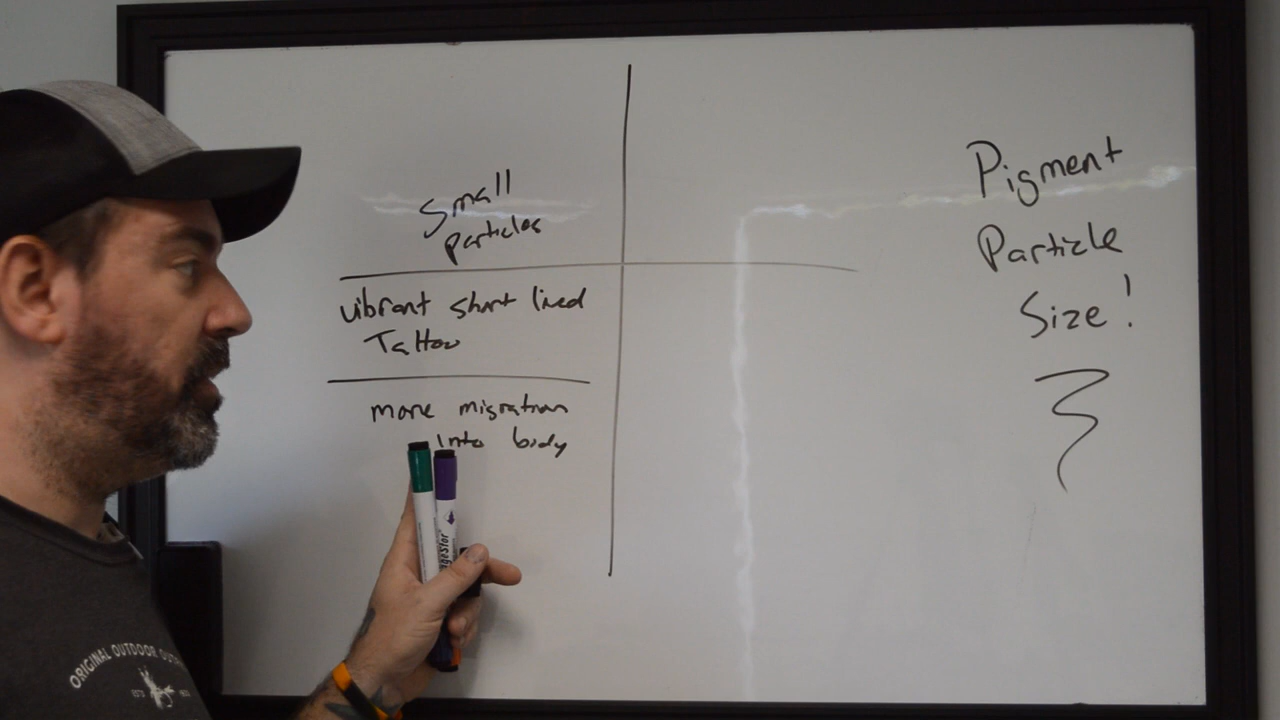 Small
particles
vibrant short lived
Tattoo
more migration
into body
Pigment
Particle
Size!
ORIGINAL OUTDOOR